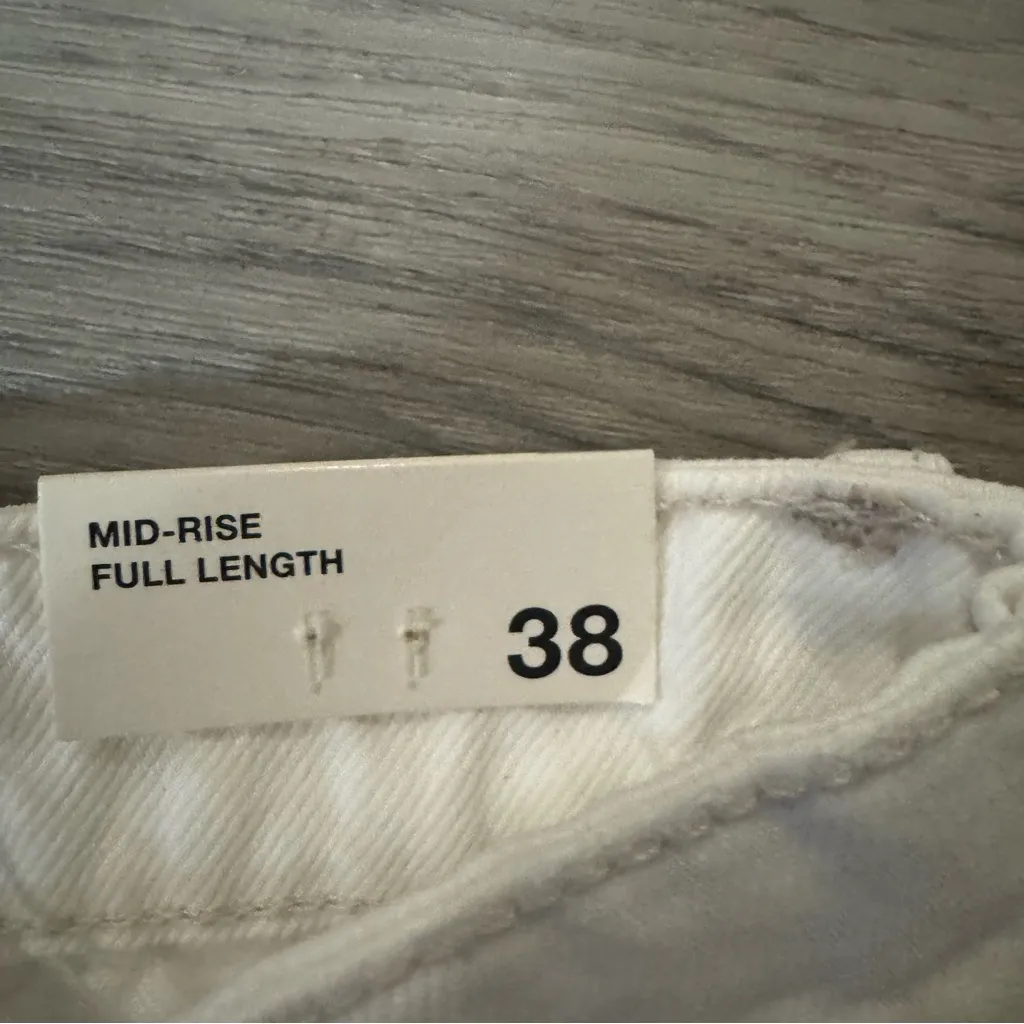 MID-RISE
FULL LENGTH
38